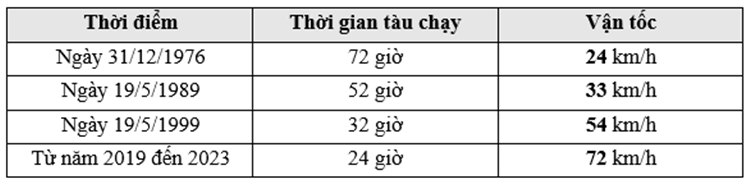 Thời điểm Thời gian tàu chạy Vận tốc
Ngày 31/12/1976 72 giờ 24 km/h
Ngày 19/5/1989 52 giờ 33 km/h
Ngày 19/5/1999 32 giờ 54 km/h
Từ năm 2019 đến 2023 24 giờ 72 km/h